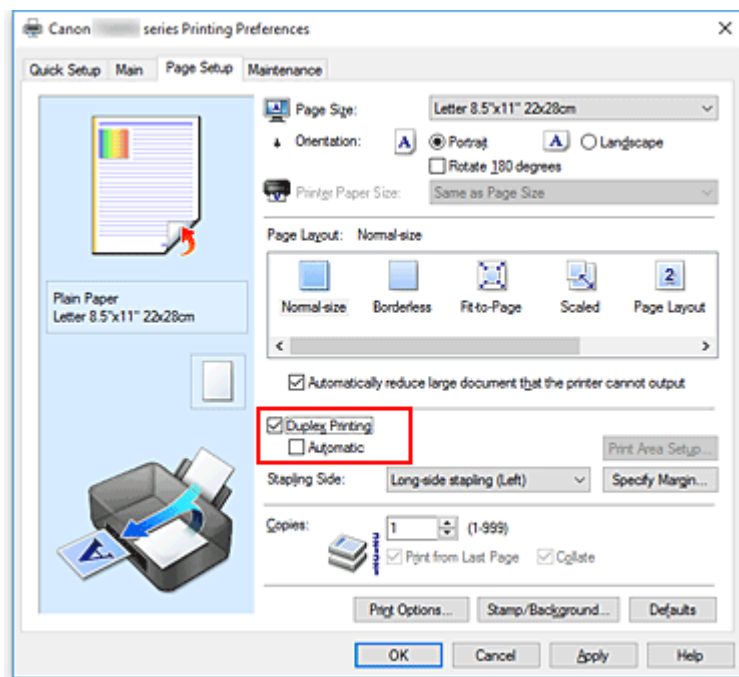 Canon series Printing Preferences
Quick Setup Main Page Setup Maintenance
Page Size: Letter 8.5"x11" 22x28cm
Orientation: A Portrait A Landscape
Rotate 180 degrees
Printer Paper Size: Same as Page Size
Page Layout: Normal-size
2
Normal-size Borderless Fit-to-Page Scaled Page Layout
Plain Paper
Letter 8.5"x11" 22x28cm
Automatically reduce large document that the printer cannot output
Duplex Printing
Automatic
Print Area Setup...
Stapling Side: Long-side stapling (Left) Specify Margin...
Copies: 1 (1-999)
Print from Last Page Collate
A
Print Options... Stamp/Background... Defaults
OK Cancel Apply Help